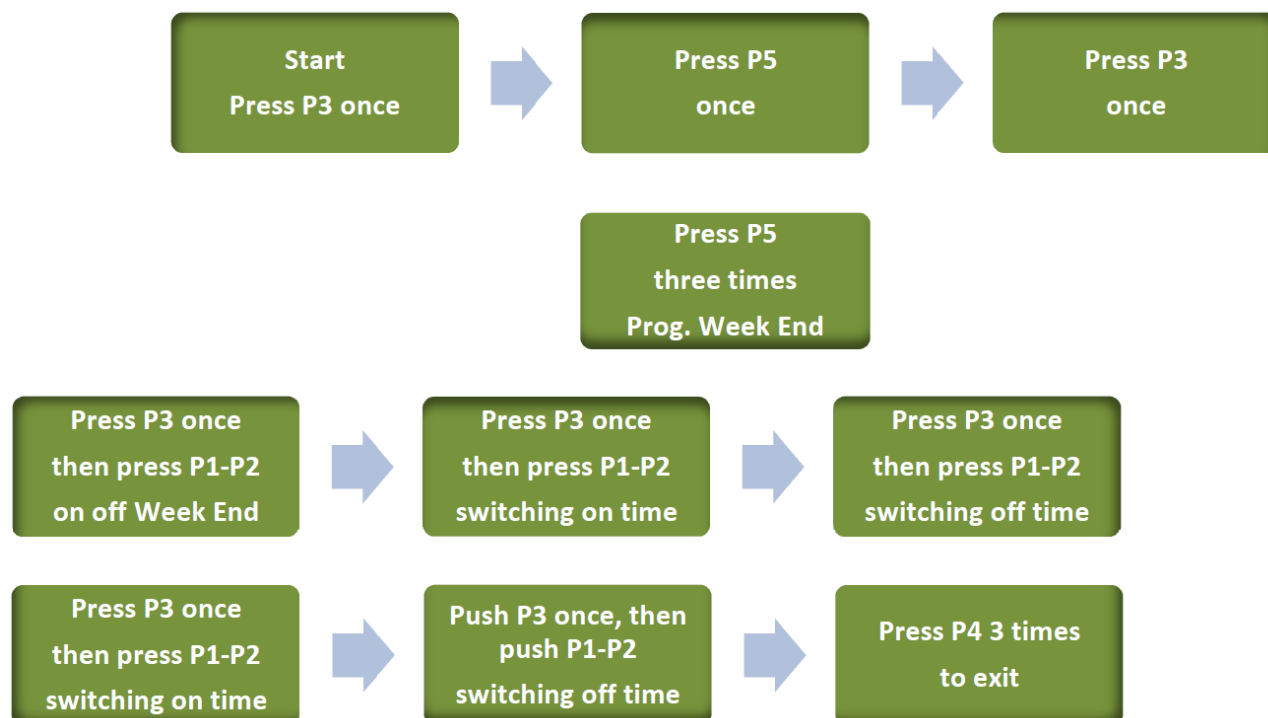 Start
Press P3 once
Press P5
once
Press P3
once
Press P5
three times
Prog. Week End
Press P3 once
then press P1-P2
on off Week End
Press P3 once
then press P1-P2
switching on time
Press P3 once
then press P1-P2
switching off time
Press P3 once
then press P1-P2
switching on time
Push P3 once, then
push P1-P2
switching off time
Press P4 3 times
to exit